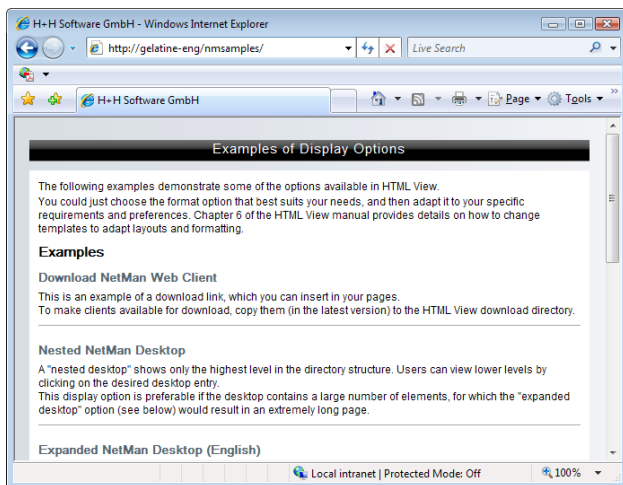 H+H Software GmbH - Windows Internet Explorer
http://gelatine-eng/nmsamples/
Live Search
H+H Software GmbH
Page
Tools
Examples of Display Options
The following examples demonstrate some of the options available in HTML View.
You could just choose the format option that best suits your needs, and then adapt it to your specific
requirements and preferences. Chapter 6 of the HTML View manual provides details on how to change
templates to adapt layouts and formatting.
Examples
Download NetMan Web Client
This is an example of a download link, which you can insert in your pages.
To make clients available for download, copy them (in the latest version) to the HTML View download directory.
Nested NetMan Desktop
A "nested desktop" shows only the highest level in the directory structure. Users can view lower levels by
clicking on the desired desktop entry.
This display option is preferable if the desktop contains a large number of elements, for which the "expanded
desktop" option (see below) would result in an extremely long page.
Expanded NetMan Desktop (English)
Local intranet | Protected Mode: Off
100%